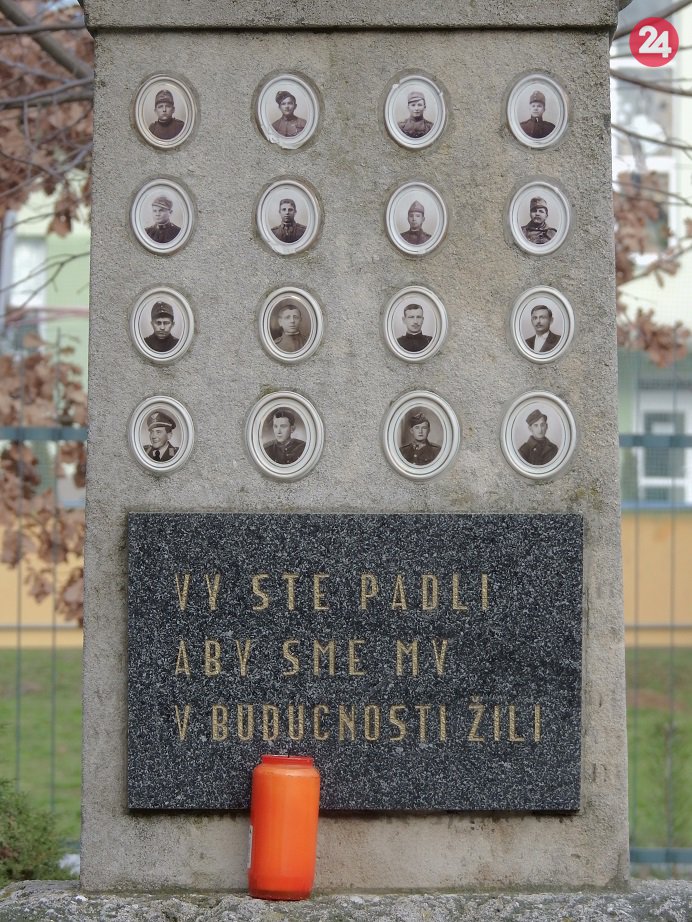 24
VY STE PADLI
ABY SME MY
V BUDUCNOSTI ŽILI